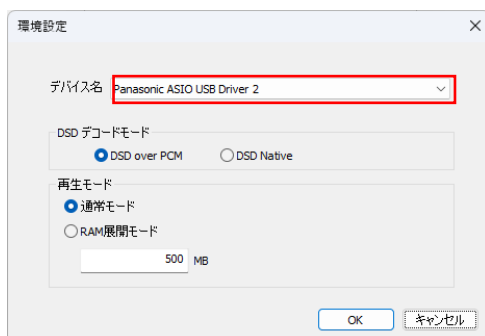 環境設定
デバイス名 Panasonic ASIO USB Driver 2
DSD デコードモード
DSD over PCM DSD Native
再生モード
通常モード
RAM展開モード
500 MB
OK キャンセル